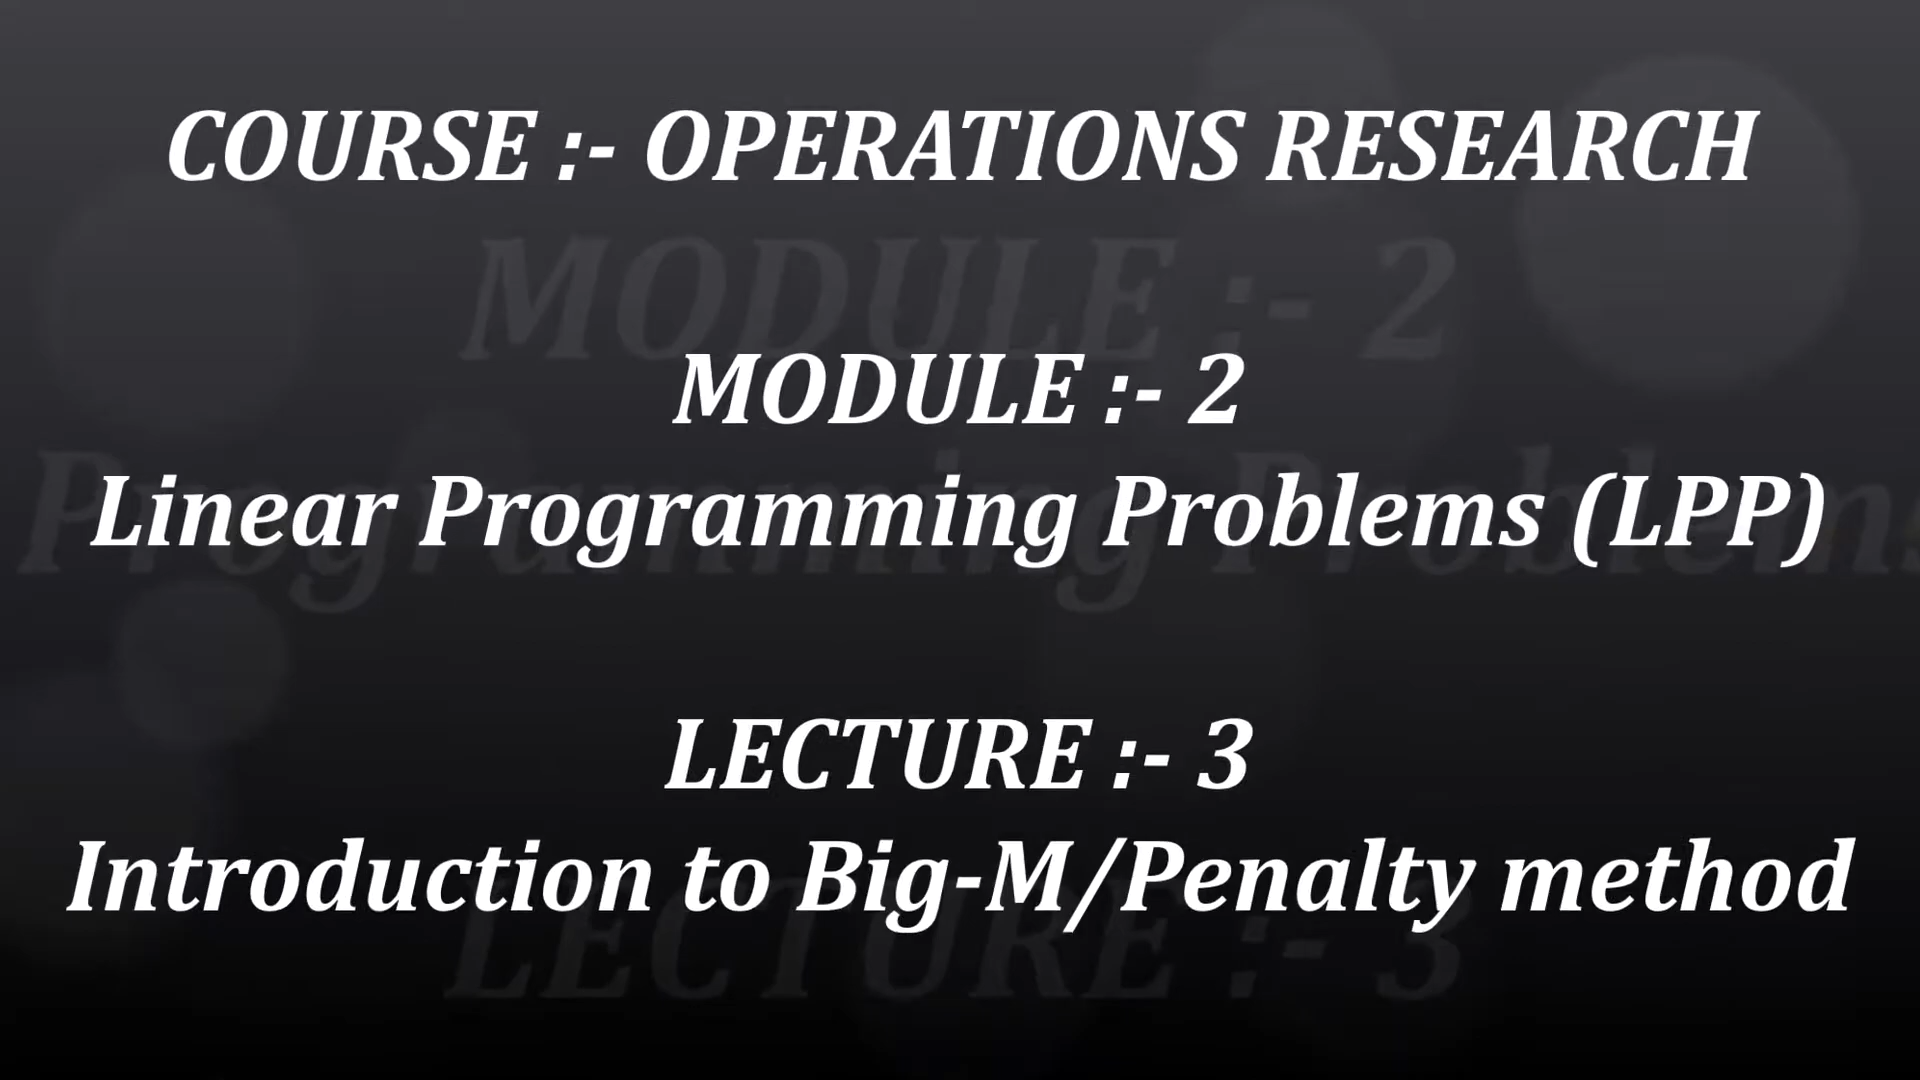 COURSE :- OPERATIONS RESEARCH
MODULE :- 2
Linear Programming Problems (LPP)
LECTURE :- 3
Introduction to Big-M/Penalty method